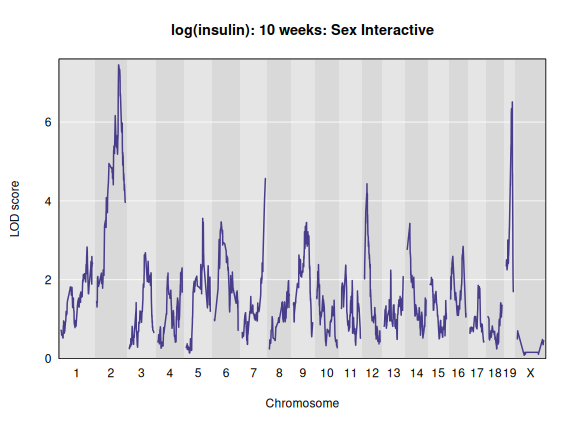 log(insulin): 10 weeks: Sex Interactive
LOD score
6
4
2
0
1 2 3 4 5 6 7 8 9 10 11 12 13 14 15 16 17 18 19 X
Chromosome